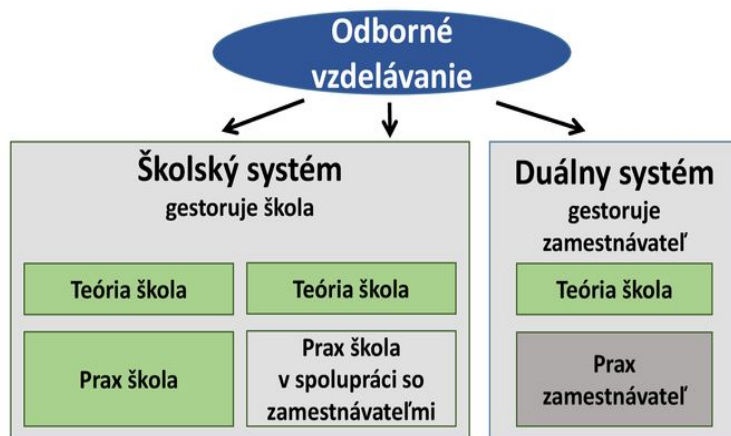 Odborné
vzdelávanie
Školský systém
gestoruje škola
Teória škola
Teória škola
Prax škola
Prax škola
v spolupráci so
zamestnávateľmi
Duálny systém
gestoruje
zamestnávateľ
Teória škola
Prax
zamestnávateľ